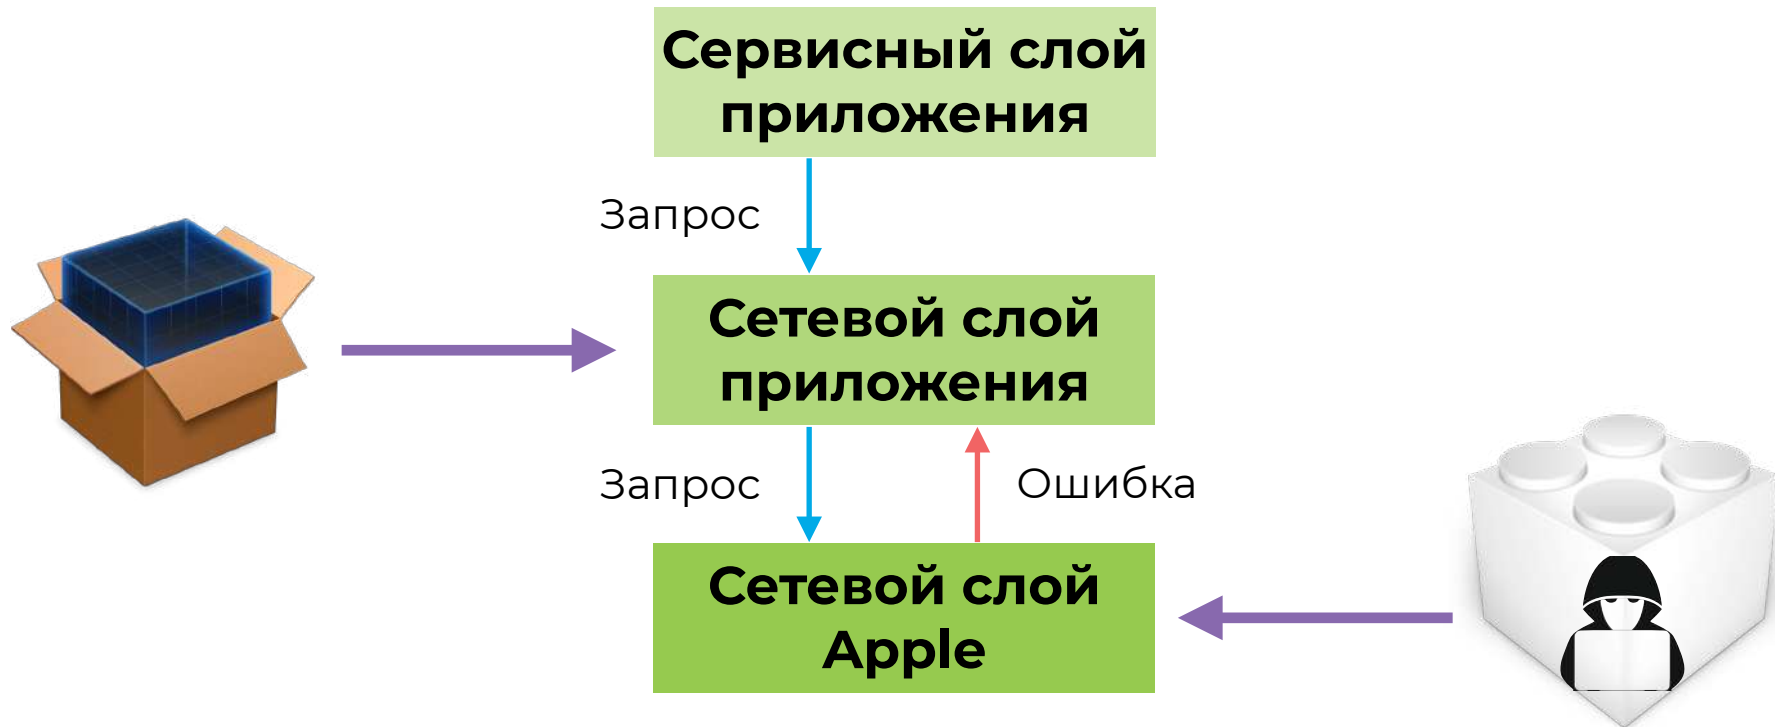 Сервисный слой
приложения
Запрос
Сетевой слой
приложения
Запрос
Ошибка
Сетевой слой
Apple